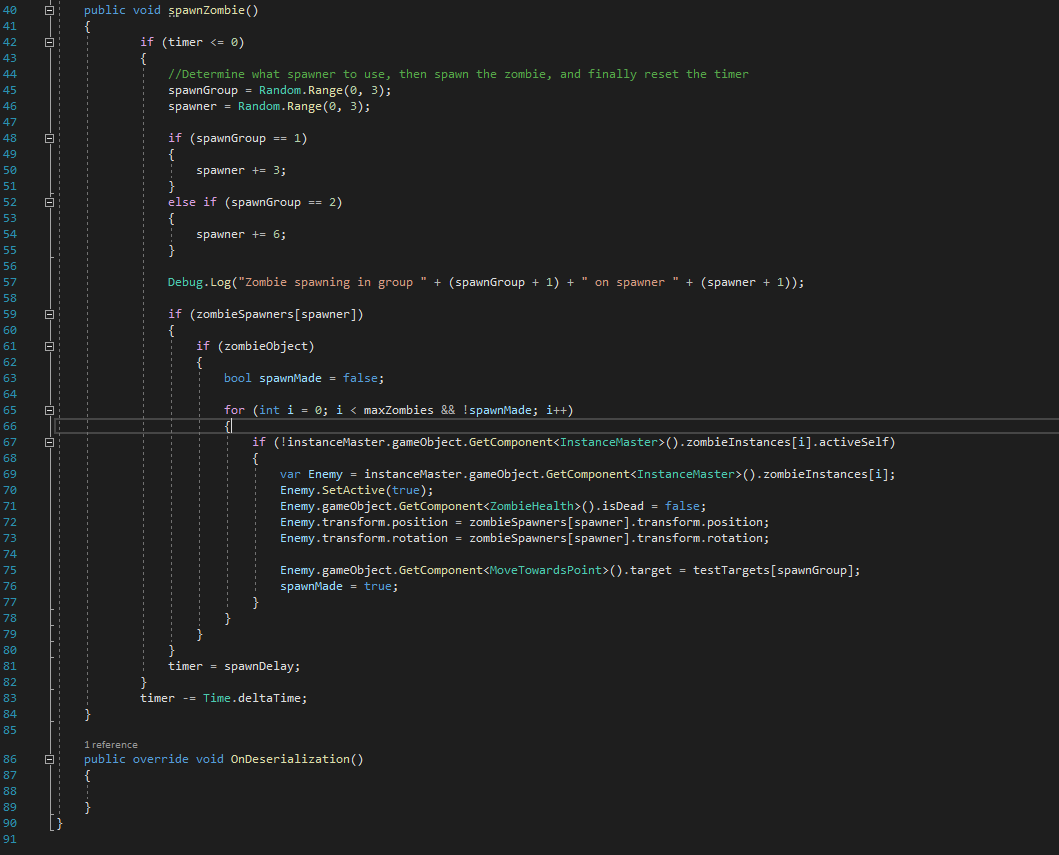 40 public void spawnZombie()
41 {
42 if (timer <= 0)
43 {
44 //Determine what spawner to use, then spawn the zombie, and finally reset the timer
45 spawnGroup = Random.Range(0, 3);
46 spawner = Random.Range(0, 3);
47
48 if (spawnGroup == 1)
49 {
50 spawner += 3;
51 }
52 else if (spawnGroup == 2)
53 {
54 spawner += 6;
55 }
56
57 Debug.Log("Zombie spawning in group " + (spawnGroup + 1) + " on spawner " + (spawner + 1));
58
59 if (zombieSpawners[spawner])
60 {
61 if (zombieObject)
62 {
63 bool spawnMade = false;
64
65 for (int i = 0; i < maxZombies && !spawnMade; i++)
66 {
67 if (!instanceMaster.gameObject.GetComponent<InstanceMaster>().zombieInstances[i].activeSelf)
68 {
69 var Enemy = instanceMaster.gameObject.GetComponent<InstanceMaster>().zombieInstances[i];
70 Enemy.SetActive(true);
71 Enemy.gameObject.GetComponent<ZombieHealth>().isDead = false;
72 Enemy.transform.position = zombieSpawners[spawner].transform.position;
73 Enemy.transform.rotation = zombieSpawners[spawner].transform.rotation;
74
75 Enemy.gameObject.GetComponent<MoveTowardsPoint>().target = testTargets[spawnGroup];
76 spawnMade = true;
77 }
78 }
79 }
80 }
81 timer = spawnDelay;
82 }
83 timer -= Time.deltaTime;
84 }
85
1 reference
86 public override void OnDeserialization()
87 {
88
89 }
90 }
91